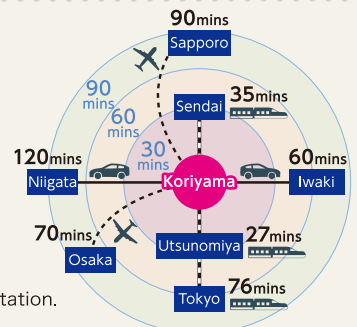 90mins
Sapporo
90
mins
60
mins
30
mins
Sendai
35mins
120mins
Niigata
Koriyama
60mins
Iwaki
70mins
Osaka
Utsunomiya
27mins
Tokyo
76mins
tation.